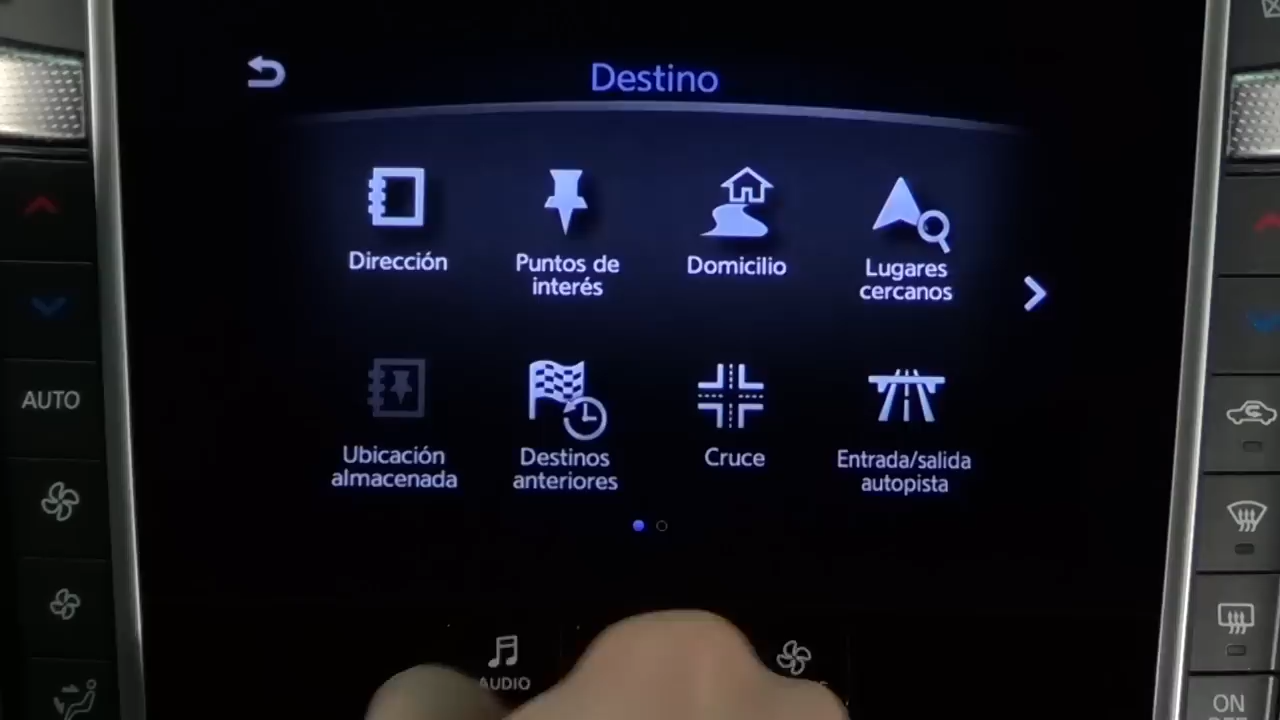 Destino
Dirección
Puntos de
interés
Domicilio
Lugares
cercanos
Ubicación
almacenada
Destinos
anteriores
Cruce
Entrada/salida
autopista
AUTO
AUDIO
ON